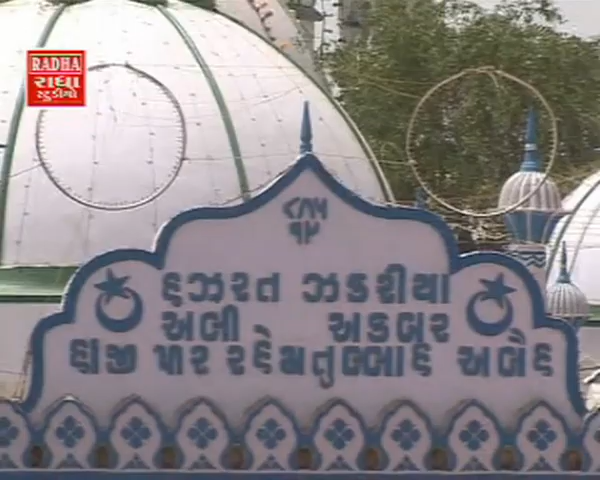 RADHA
રાધા
સ્ટુડીયો
હઝરત ઝકરીયા
અલી અકબર
હાજી પીર રહેમતુલ્લાહ અલૈહ